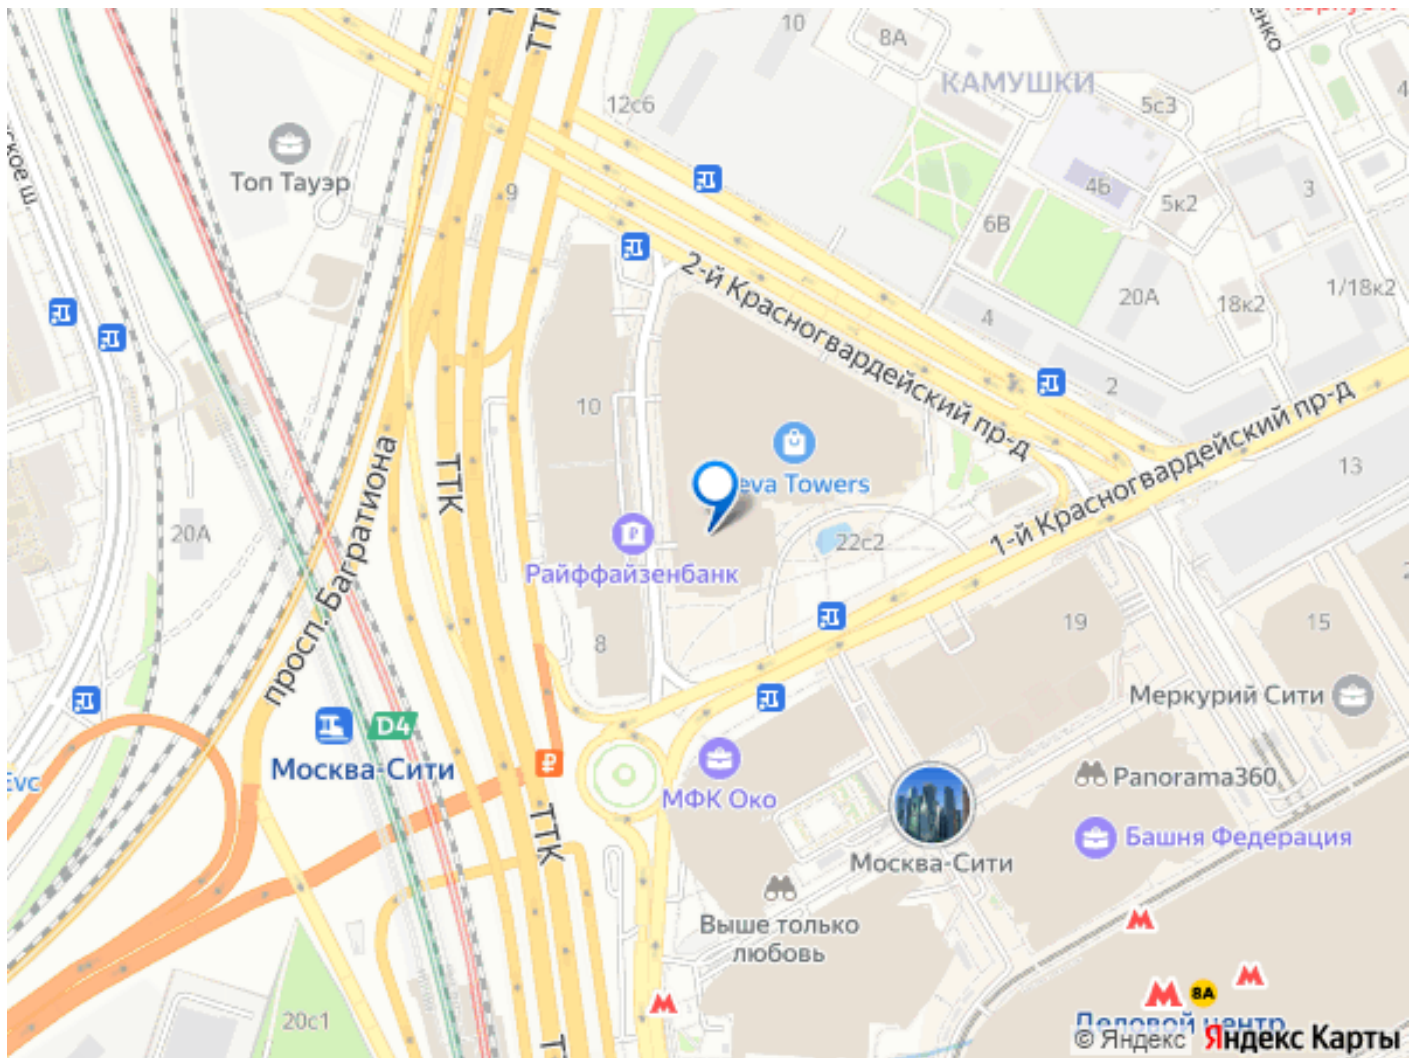 10
8А
КАМУШКИ
12с6
5с3
ТТК
Топ Тауэр
9
4Б
3
5к2
6В
20А
18к2
1/18к2
4
2-й Красногвардейский пр-д
2
10
1-й Красногвардейский пр-д
просп. Багратиона
ТТК
eva Towers
13
20А
22с2
Райффайзенбанк
8
19
15
Меркурий Сити
D4
Москва-Сити
МФК Око
Panorama360
ТТК
Башня Федерация
Москва-Сити
Выше только
любовь
8А
20с1
Деловой центр
© Яндекс Яндекс Карты